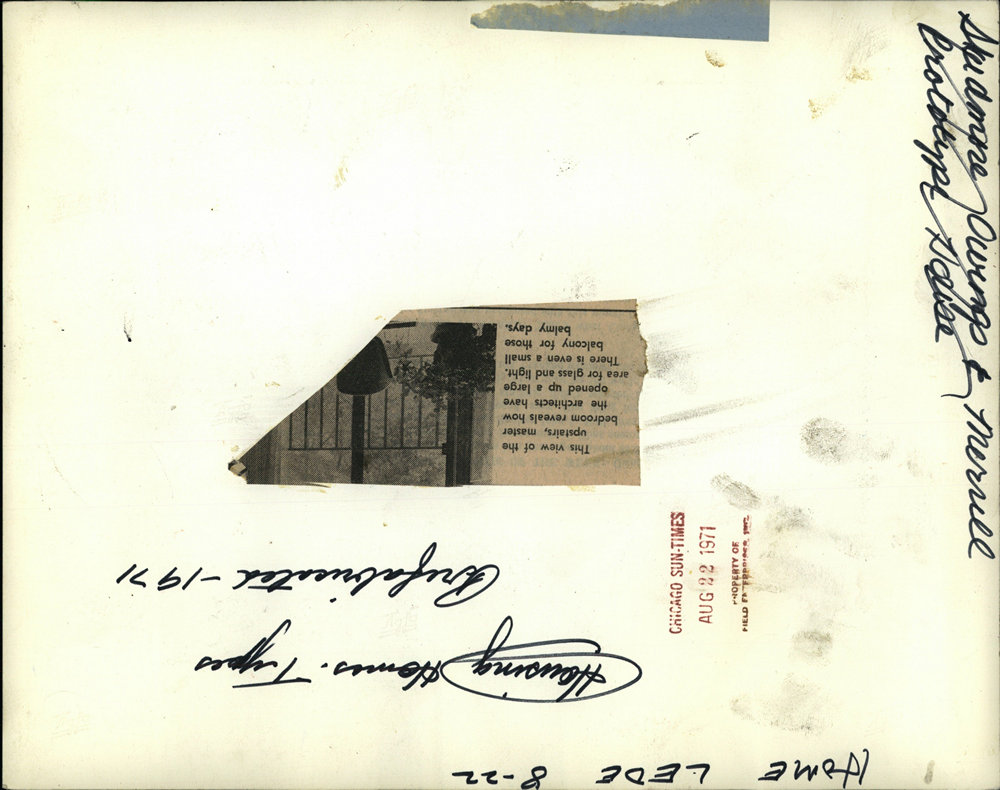 Skidmore, Owings & Merrill
Prototype House
This view of the
upstairs, master
bedroom reveals how
the architects have
opened up a large
area for glass and light.
There is even a small
balcony for those
balmy days.
CHICAGO SUN-TIMES
AUG 22 1971
PROPERTY OF
FIELD ENTERPRISES, INC.
Housing Homes. Types
Prefabricated - 1971
HOME LEDE 8-22